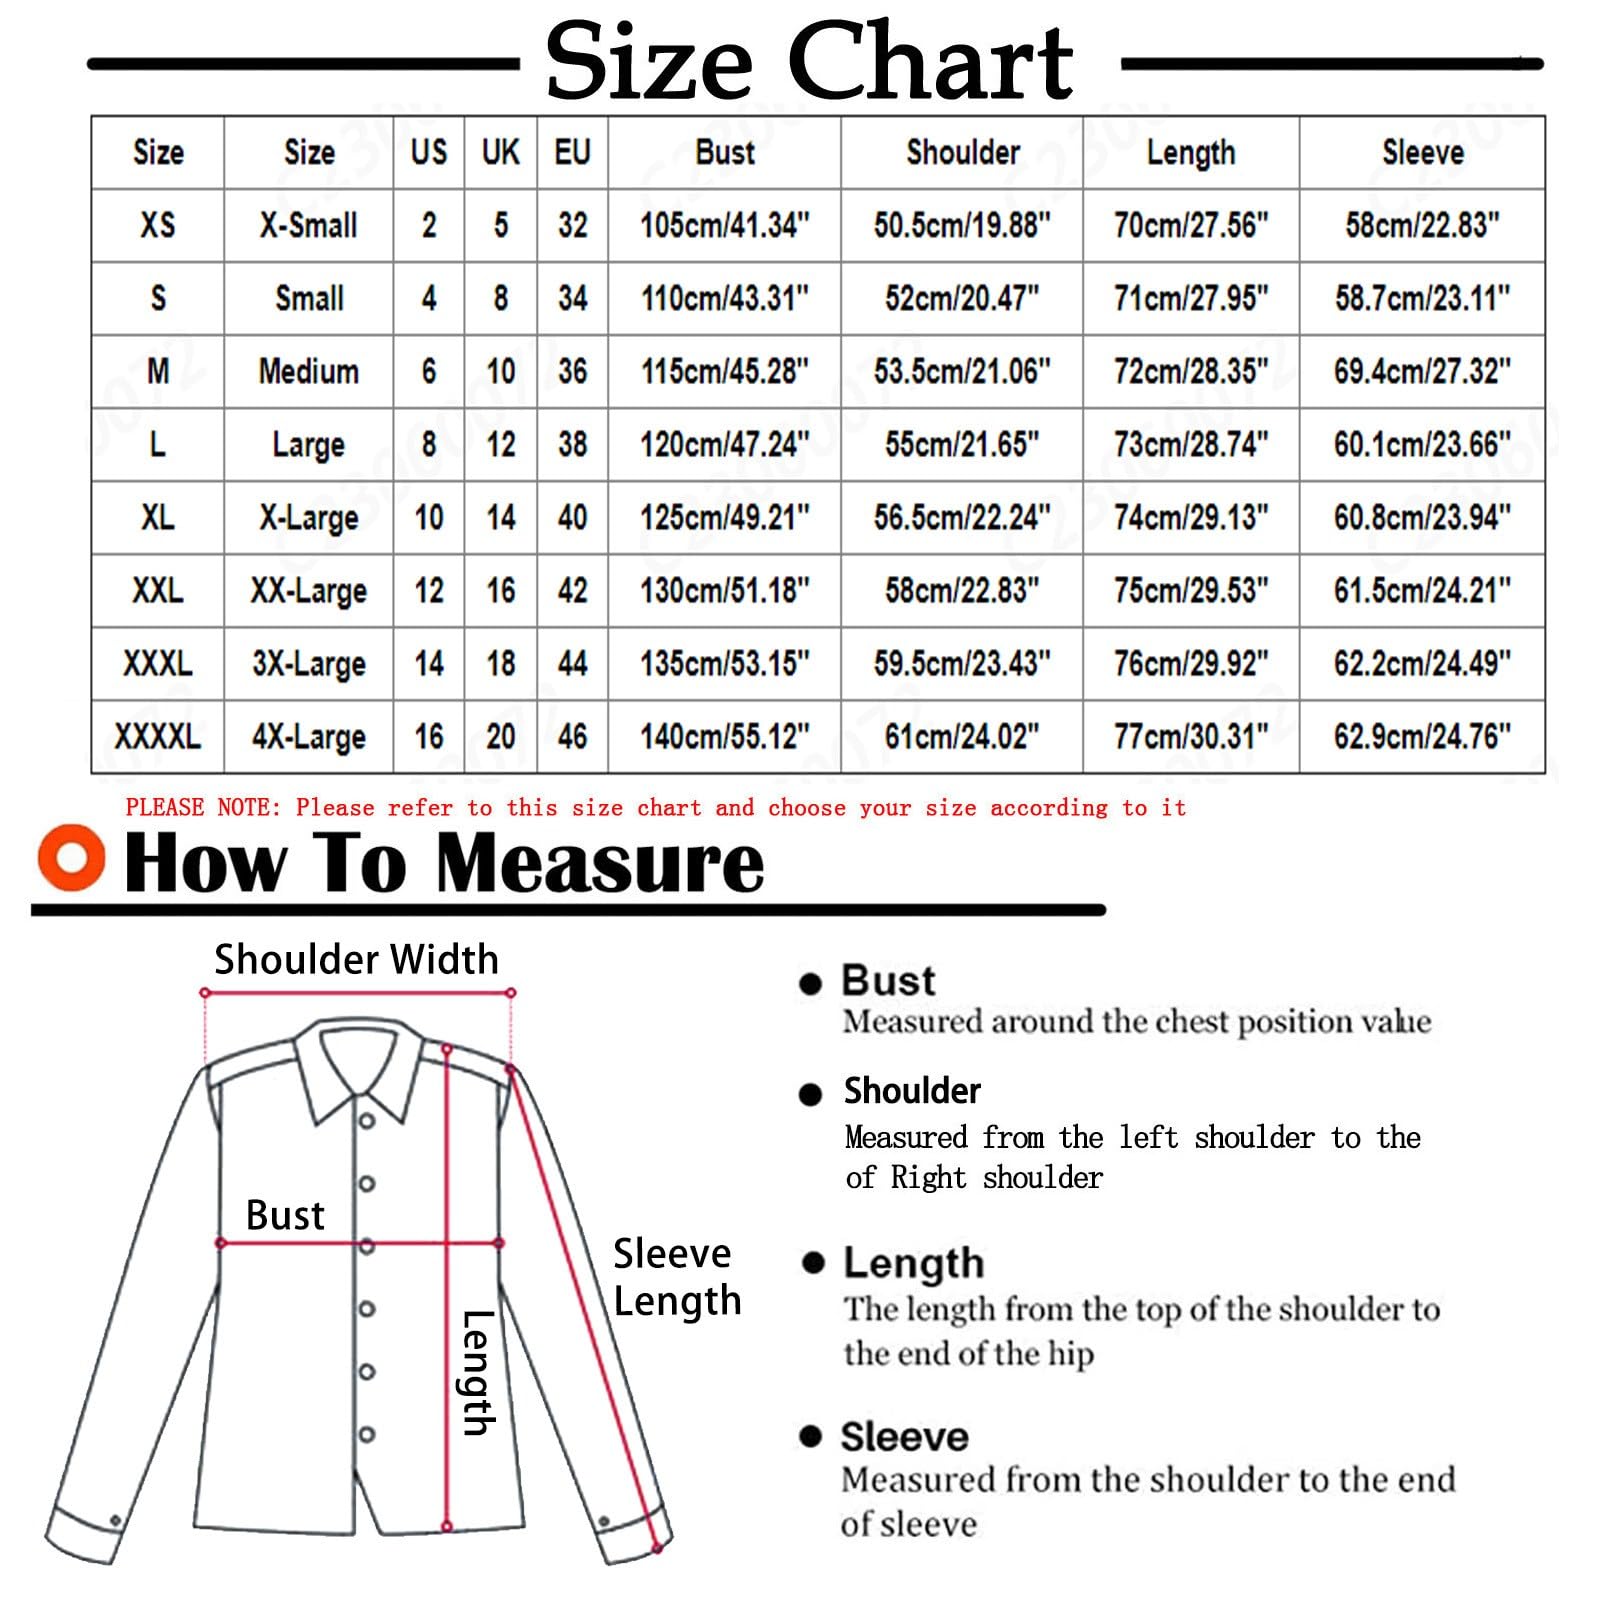 Size Chart
Size Size US UK EU Bust Shoulder Length Sleeve
XS X-Small 2 5 32 105cm/41.34" 50.5cm/19.88" 70cm/27.56" 58cm/22.83"
S Small 4 8 34 110cm/43.31" 52cm/20.47" 71cm/27.95" 58.7cm/23.11"
M Medium 6 10 36 115cm/45.28" 53.5cm/21.06" 72cm/28.35" 69.4cm/27.32"
L Large 8 12 38 120cm/47.24" 55cm/21.65" 73cm/28.74" 60.1cm/23.66"
XL X-Large 10 14 40 125cm/49.21" 56.5cm/22.24" 74cm/29.13" 60.8cm/23.94"
XXL XX-Large 12 16 42 130cm/51.18" 58cm/22.83" 75cm/29.53" 61.5cm/24.21"
XXXL 3X-Large 14 18 44 135cm/53.15" 59.5cm/23.43" 76cm/29.92" 62.2cm/24.49"
XXXXL 4X-Large 16 20 46 140cm/55.12" 61cm/24.02" 77cm/30.31" 62.9cm/24.76"
PLEASE NOTE: Please refer to this size chart and choose your size according to it
How To Measure
Shoulder Width
Bust
Length
Sleeve
Length
Bust
Measured around the chest position value
Shoulder
Measured from the left shoulder to the
of Right shoulder
Length
The length from the top of the shoulder to
the end of the hip
Sleeve
Measured from the shoulder to the end
of sleeve